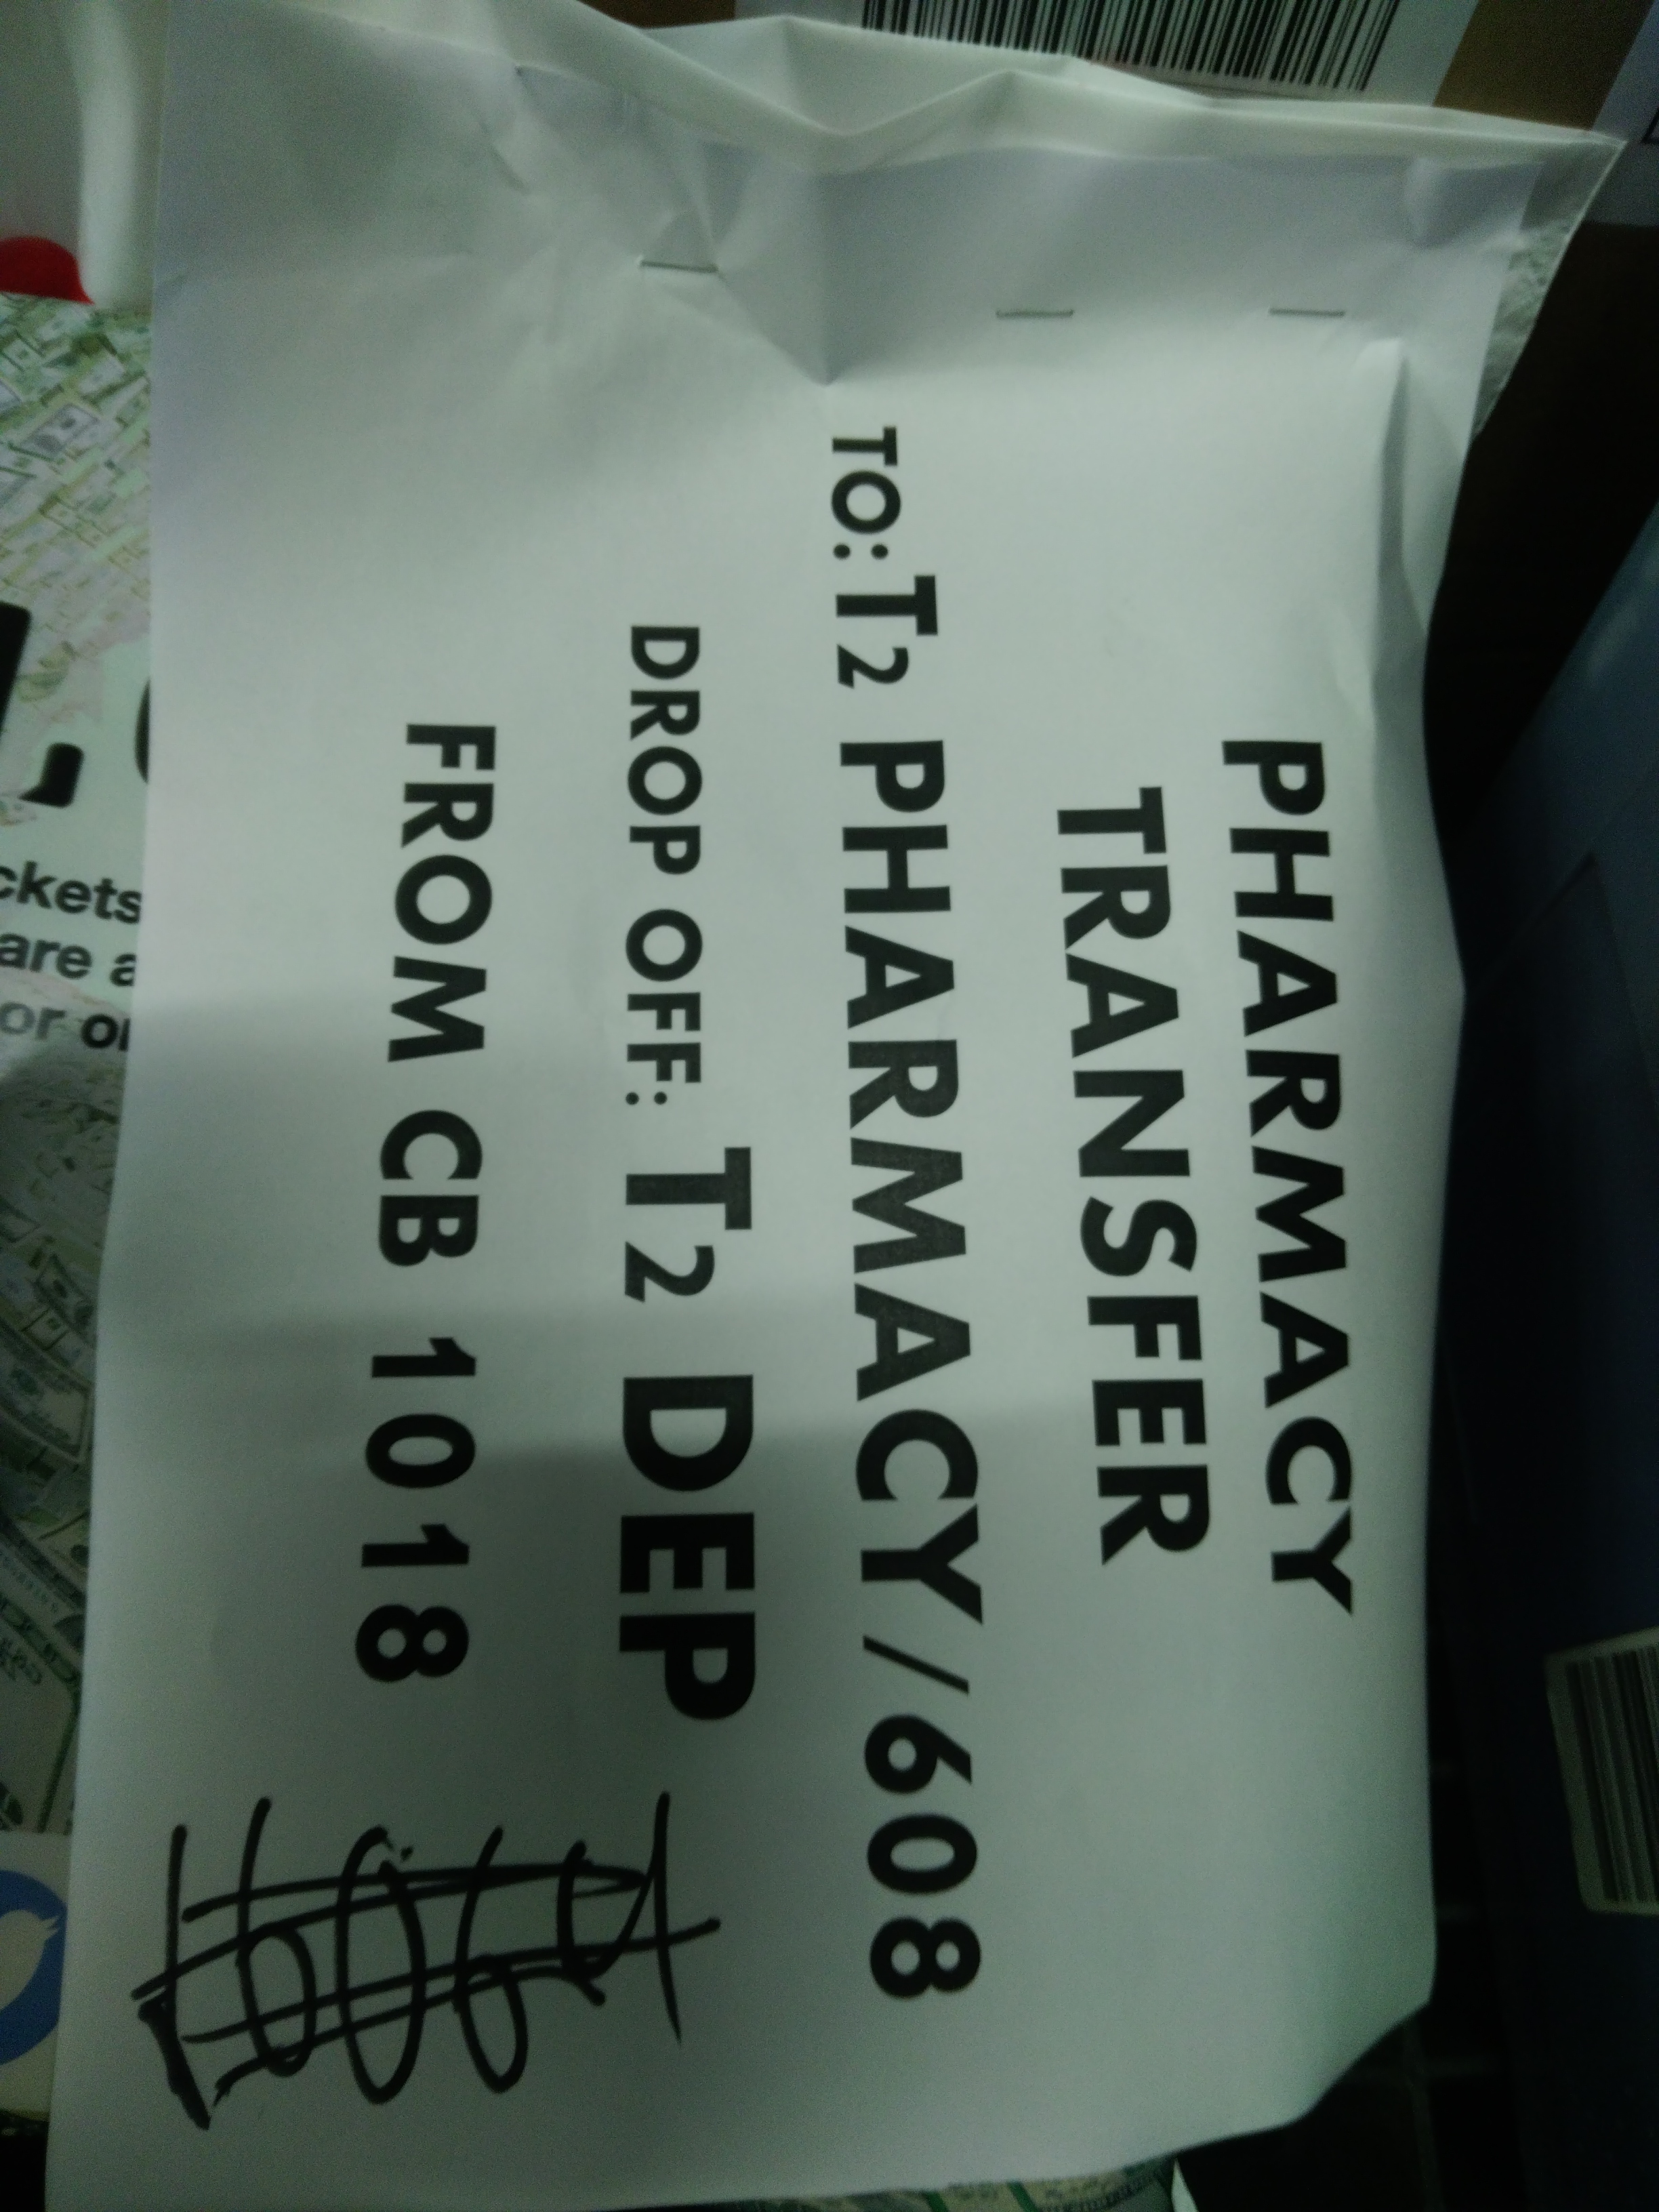 PHARMACY
TRANSFER
TO: T2 PHARMACY/608
DROP OFF: T2 DEP
FROM CB 1018
ckets
are a
or o